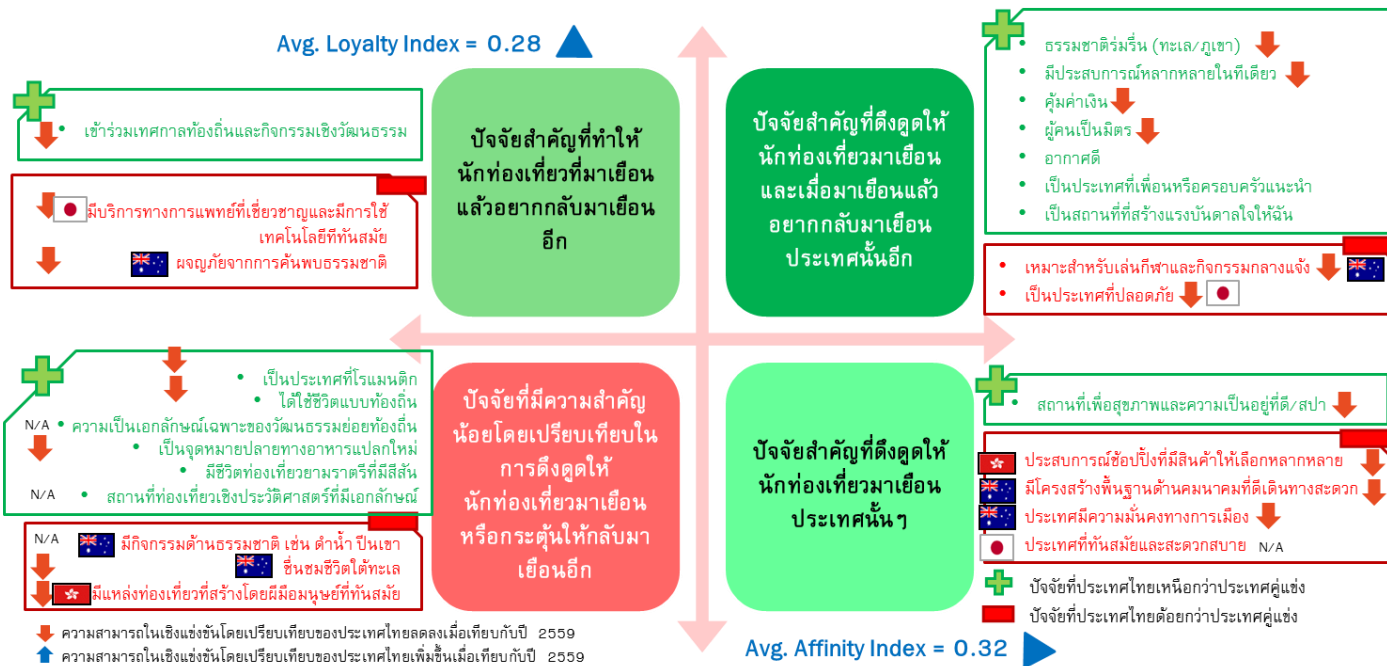 Avg. Loyalty Index = 0.28
เข้าร่วมเทศกาลท้องถิ่นและกิจกรรมเชิงวัฒนธรรม
มีบริการทางการแพทย์ที่เชี่ยวชาญและมีการใช้
เทคโนโลยีที่ทันสมัย
ผจญภัยจากการค้นพบธรรมชาติ
ปัจจัยสำคัญที่ทำให้
นักท่องเที่ยวที่มาเยือน
แล้วอยากกลับมาเยือน
อีก
ปัจจัยสำคัญที่ดึงดูดให้
นักท่องเที่ยวมาเยือน
และเมื่อมาเยือนแล้ว
อยากกลับมาเยือน
ประเทศนั้นอีก
• ธรรมชาติร่มรื่น (ทะเล/ภูเขา)
• มีประสบการณ์หลากหลายในที่เดียว
• คุ้มค่าเงิน
• ผู้คนเป็นมิตร
• อากาศดี
• เป็นประเทศที่เพื่อนหรือครอบครัวแนะนำ
• เป็นสถานที่ที่สร้างแรงบันดาลใจให้ฉัน
• เหมาะสำหรับเล่นกีฬาและกิจกรรมกลางแจ้ง
• เป็นประเทศที่ปลอดภัย
• เป็นประเทศที่โรแมนติก
• ได้ใช้ชีวิตแบบท้องถิ่น
N/A • ความเป็นเอกลักษณ์เฉพาะของวัฒนธรรมย่อยท้องถิ่น
• เป็นจุดหมายปลายทางอาหารแปลกใหม่
• มีชีวิตท่องเที่ยวยามราตรีที่มีสีสัน
N/A • สถานที่ท่องเที่ยวเชิงประวัติศาสตร์ที่มีเอกลักษณ์
N/A มีกิจกรรมด้านธรรมชาติ เช่น ดำน้ำ ปีนเขา
ชื่นชมชีวิตใต้ทะเล
มีแหล่งท่องเที่ยวที่สร้างโดยฝีมือมนุษย์ที่ทันสมัย
ปัจจัยที่มีความสำคัญ
น้อยโดยเปรียบเทียบใน
การดึงดูดให้
นักท่องเที่ยวมาเยือน
หรือกระตุ้นให้กลับมา
เยือนอีก
ปัจจัยสำคัญที่ดึงดูดให้
นักท่องเที่ยวมาเยือน
ประเทศนั้นๆ
• สถานที่เพื่อสุขภาพและความเป็นอยู่ที่ดี/สปา
ประสบการณ์ช้อปปิ้งที่มีสินค้าให้เลือกหลากหลาย
มีโครงสร้างพื้นฐานด้านคมนาคมที่ดีเดินทางสะดวก
ประเทศมีความมั่นคงทางการเมือง
ประเทศที่ทันสมัยและสะดวกสบาย N/A
ปัจจัยที่ประเทศไทยเหนือกว่าประเทศคู่แข่ง
ปัจจัยที่ประเทศไทยด้อยกว่าประเทศคู่แข่ง
ความสามารถในเชิงแข่งขันโดยเปรียบเทียบของประเทศไทยลดลงเมื่อเทียบกับปี 2559
ความสามารถในเชิงแข่งขันโดยเปรียบเทียบของประเทศไทยเพิ่มขึ้นเมื่อเทียบกับปี 2559
Avg. Affinity Index = 0.32